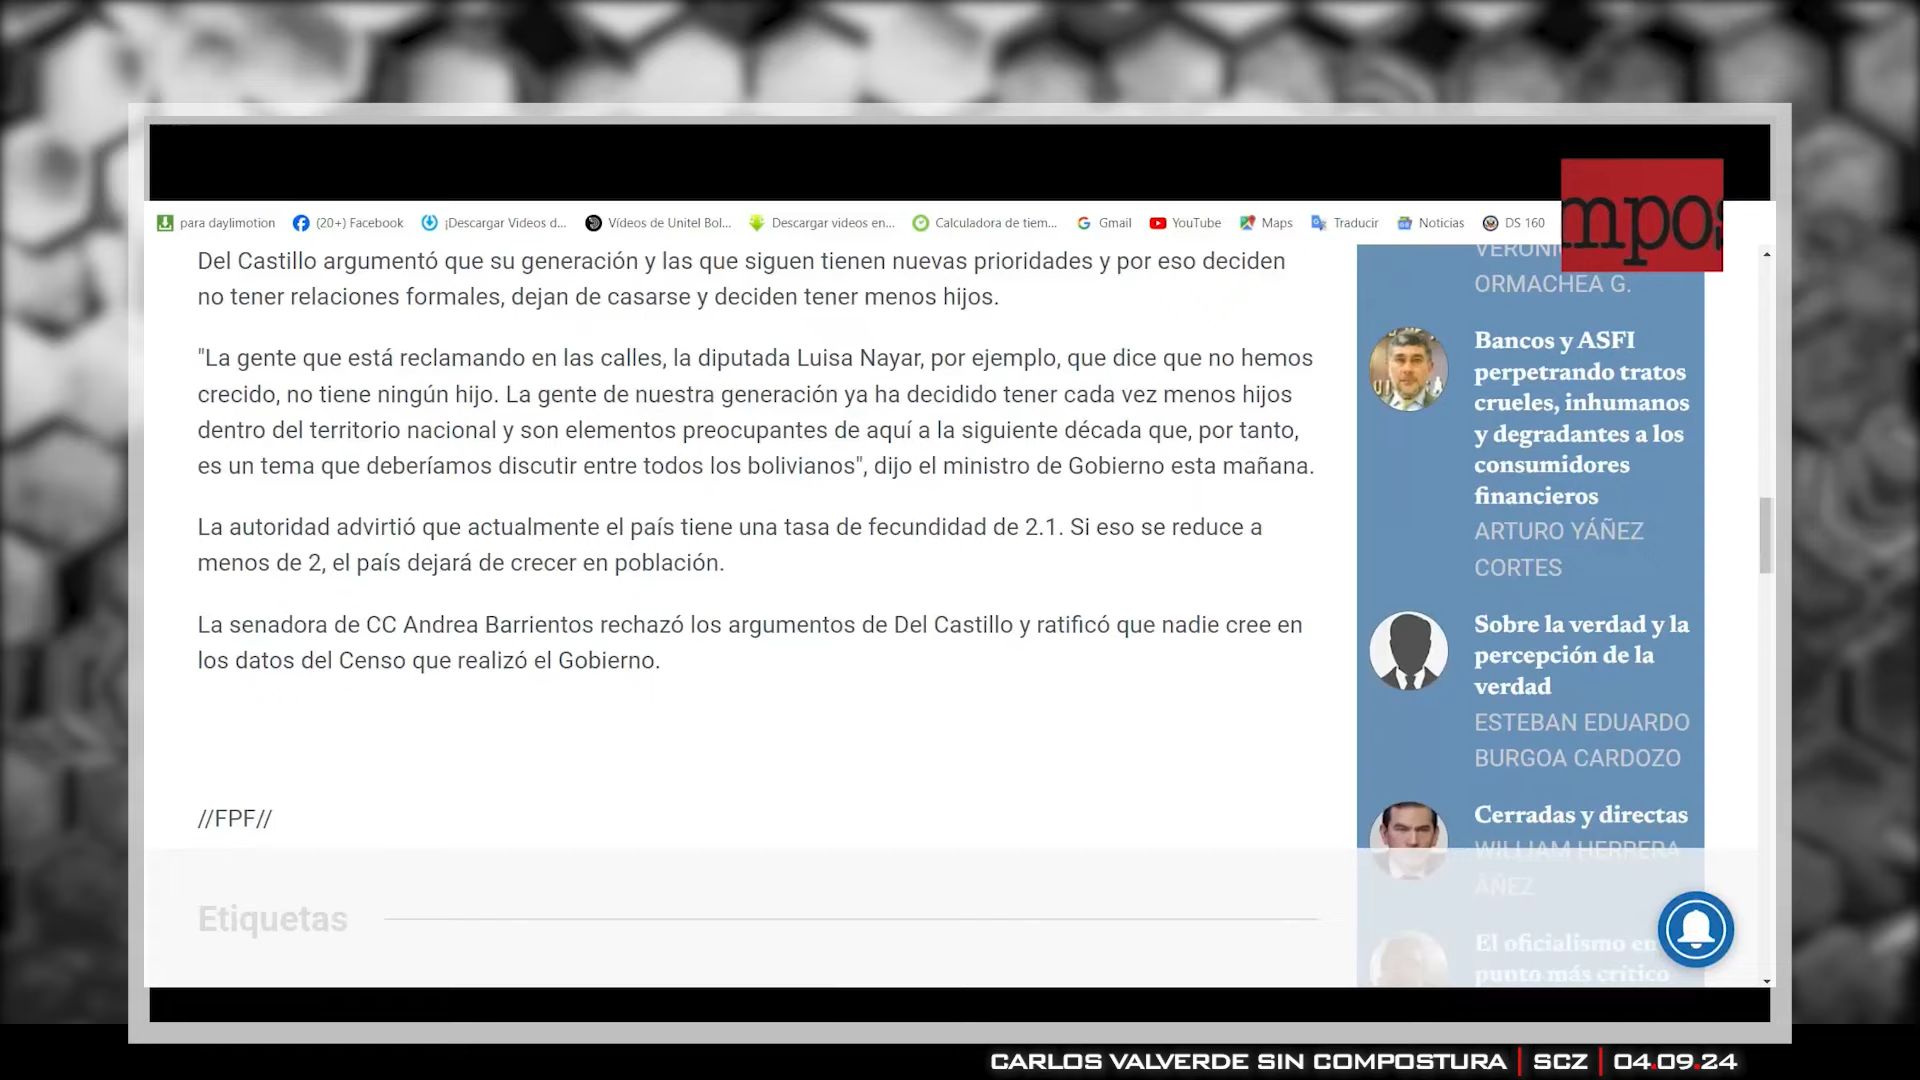 para daylimotion
(20+) Facebook
¡Descargar Videos d...
Vídeos de Unitel Bol...
Descargar videos en...
Calculadora de tiem...
Gmail
YouTube
Maps
Traducir
Noticias
DS 160
mpos
Del Castillo argumentó que su generación y las que siguen tienen nuevas prioridades y por eso deciden
no tener relaciones formales, dejan de casarse y deciden tener menos hijos.
"La gente que está reclamando en las calles, la diputada Luisa Nayar, por ejemplo, que dice que no hemos
crecido, no tiene ningún hijo. La gente de nuestra generación ya ha decidido tener cada vez menos hijos
dentro del territorio nacional y son elementos preocupantes de aquí a la siguiente década que, por tanto,
es un tema que deberíamos discutir entre todos los bolivianos", dijo el ministro de Gobierno esta mañana.
La autoridad advirtió que actualmente el país tiene una tasa de fecundidad de 2.1. Si eso se reduce a
menos de 2, el país dejará de crecer en población.
La senadora de CC Andrea Barrientos rechazó los argumentos de Del Castillo y ratificó que nadie cree en
los datos del Censo que realizó el Gobierno.
//FPF//
Etiquetas
ORMACHEA G.
Bancos y ASFI
perpetrando tratos
crueles, inhumanos
y degradantes a los
consumidores
financieros
ARTURO YÁÑEZ
CORTES
Sobre la verdad y la
percepción de la
verdad
ESTEBAN EDUARDO
BURGOA CARDOZO
Cerradas y directas
WILLIAM HERRERA
ÁÑEZ
El oficialismo en
punto más crítico
CARLOS VALVERDE SIN COMPOSTURA | SCZ | 04.09.24